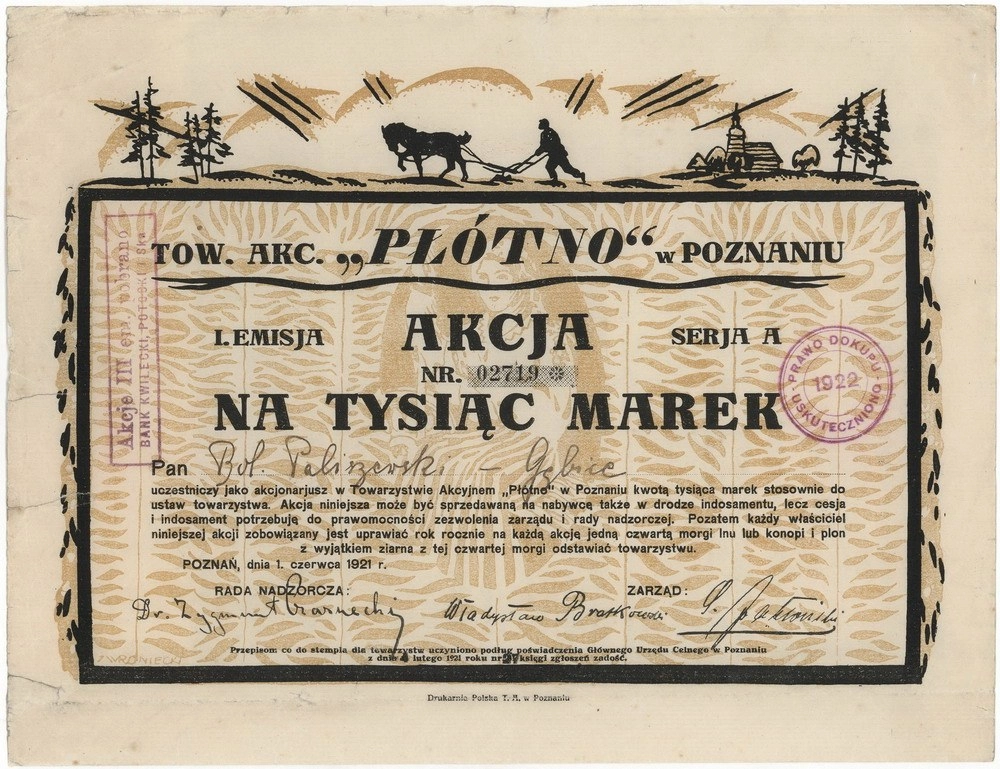 TOW. AKC. „PŁÓTNO“ w POZNANIU
I. EMISJA
AKCJA
SERJA A
NR. 02719
NA TYSIĄC MAREK
Akcje III em pobrano
BANK KWILECKI, POTOCKI i Ska
PRAWO DOKUPU
1922
USKUTECZNIONO
Pan Bol. Paliszewski – Gębice
uczestniczy jako akcjonarjusz w Towarzystwie Akcyjnem „Płótno“ w Poznaniu kwotą tysiąca marek stosownie do
ustaw towarzystwa. Akcja niniejsza może być sprzedawaną na nabywcę także w drodze indosamentu, lecz cesja
i indosament potrzebują do prawomocności zezwolenia zarządu i rady nadzorczej. Pozatem każdy właściciel
niniejszej akcji zobowiązany jest uprawiać rok rocznie na każdą akcję jedną czwartą morgi lnu lub konopi i plon
z wyjątkiem ziarna z tej czwartej morgi odstawiać towarzystwu.
POZNAŃ, dnia 1. czerwca 1921 r.
RADA NADZORCZA:
ZARZĄD:
Dr. Zygmunt Czarnecki
Władysław
Przepisom co do stempla dla towarzystw uczyniono podług poświadczenia Głównego Urzędu Celnego w Poznaniu
z dnia 4 lutego 1921 roku nr. 27 księgi zgłoszeń zadość.
WRONIECKI
Drukarnia Polska T. A. w Poznaniu